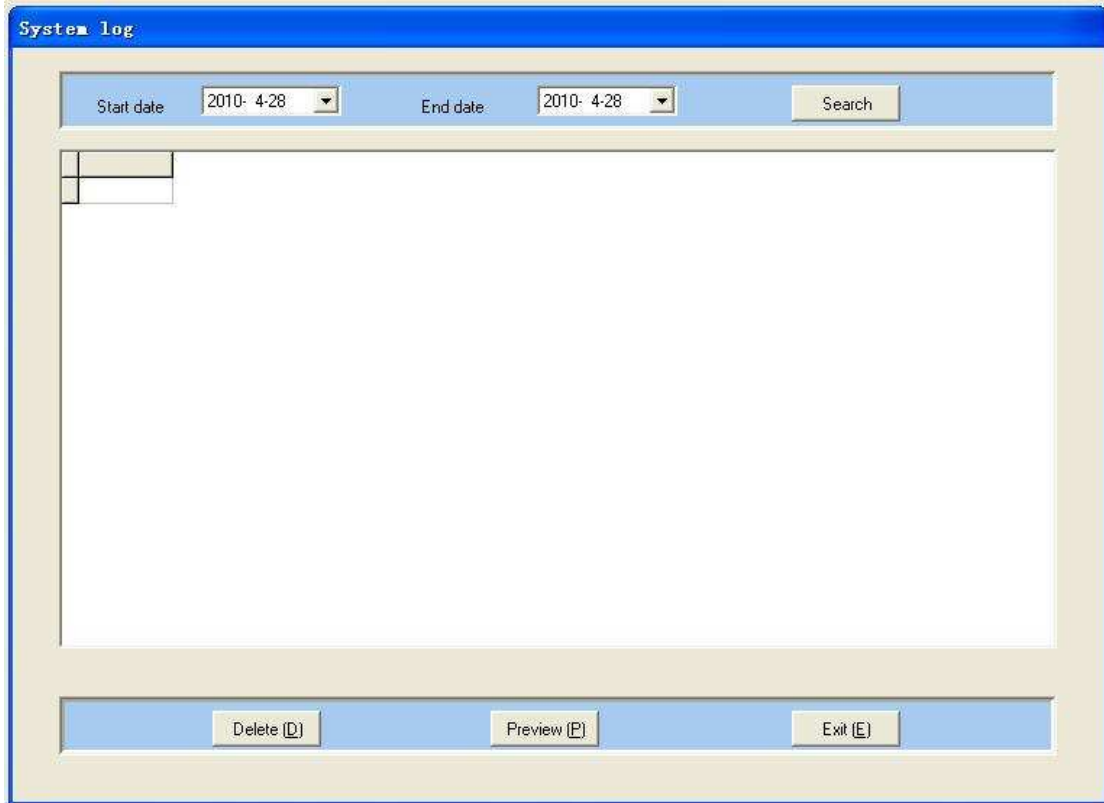 System log
Start date 2010- 4-28 End date 2010- 4-28 Search
Delete (D) Preview (P) Exit (E)